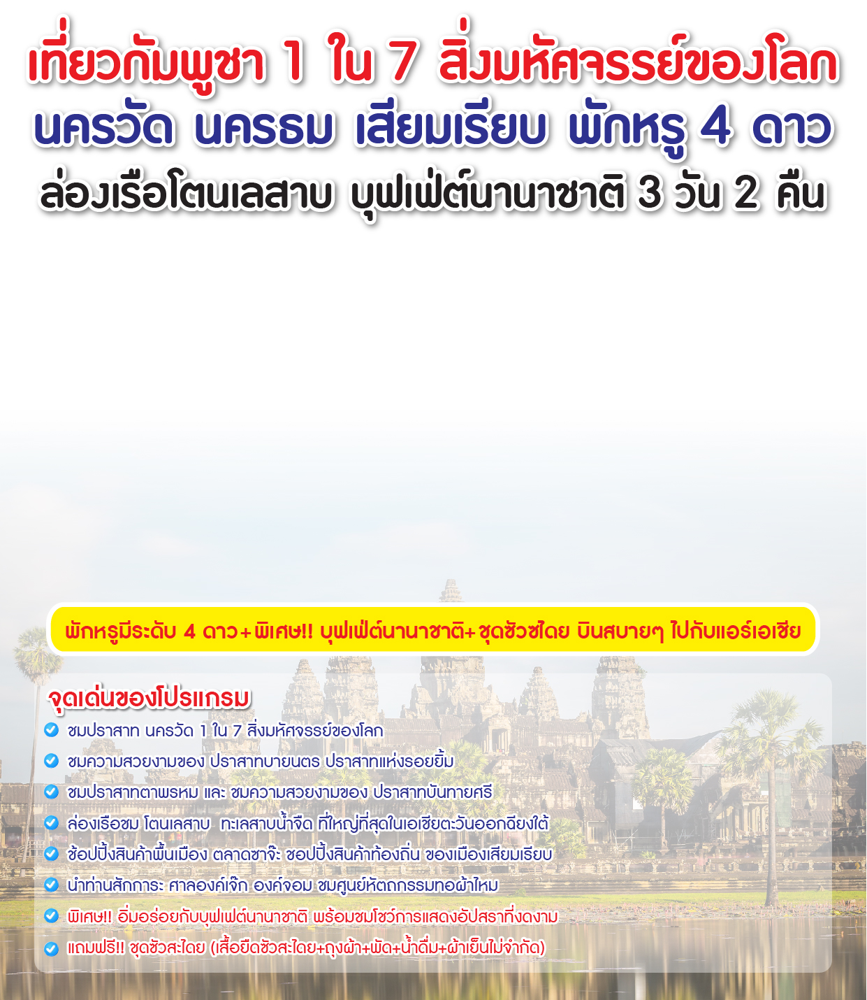 เที่ยวกัมพูชา 1 ใน 7 สิ่งมหัศจรรย์ของโลก
นครวัด นครธม เสียมเรียบ พักหรู 4 ดาว
ล่องเรือโตนเลสาบ บุฟเฟ่ต์นานาชาติ 3 วัน 2 คืน
พักหรูมีระดับ 4 ดาว+พิเศษ!! บุฟเฟ่ต์นานาชาติ+ชุดซัวซไดย บินสบายๆ ไปกับแอร์เอเชีย
จุดเด่นของโปรแกรม
ชมปราสาท นครวัด 1 ใน 7 สิ่งมหัศจรรย์ของโลก
ชมความสวยงามของ ปราสาทบายนตร ปราสาทแห่งรอยยิ้ม
ชมปราสาทตาพรหม และ ชมความสวยงามของ ปราสาทบันทายศรี
ล่องเรือชม โตนเลสาบ ทะเลสาบน้ำจืด ที่ใหญ่ที่สุดในเอเชียตะวันออกเฉียงใต้
ช้อปปิ้งสินค้าพื้นเมือง ตลาดซาจ๊ะ ชอปปิ้งสินค้าท้องถิ่น ของเมืองเสียมเรียบ
นำท่านสักการะ ศาลองค์เจ๊ก องค์จอม ชมศูนย์หัตถกรรมทอผ้าไหม
พิเศษ!! อิ่มอร่อยกับบุฟเฟต์นานาชาติ พร้อมชมโชว์การแสดงอัปสราที่งดงาม
แถมฟรี!! ชุดซัวสะไดย (เสื้อยืดซัวสะไดย+ถุงผ้า+พัด+น้ำดื่ม+ผ้าเย็นไม่จำกัด)